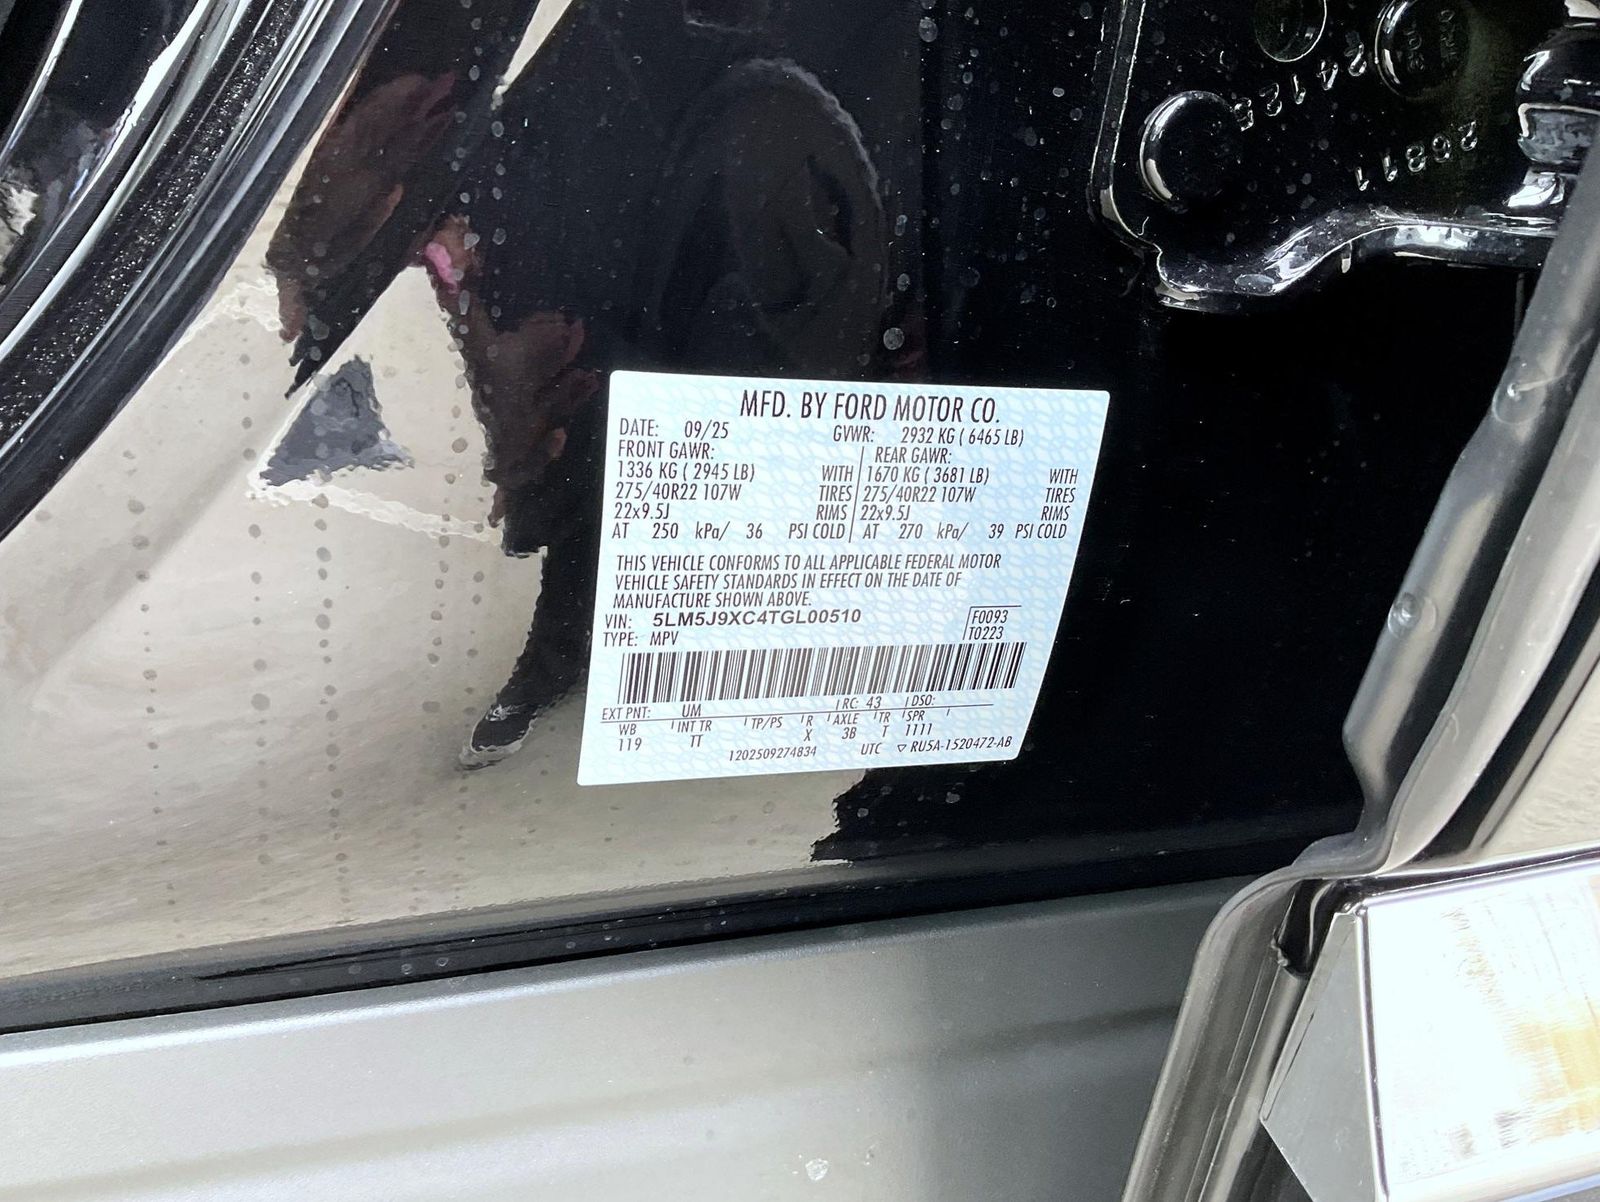 24125
26811
MFD. BY FORD MOTOR CO.
DATE: 09/25 GVWR: 2932 KG ( 6465 LB)
FRONT GAWR: REAR GAWR:
1336 KG ( 2945 LB) WITH 1670 KG ( 3681 LB) WITH
275/40R22 107W TIRES 275/40R22 107W TIRES
22x9.5J RIMS 22x9.5J RIMS
AT 250 kPa/ 36 PSI COLD AT 270 kPa/ 39 PSI COLD
THIS VEHICLE CONFORMS TO ALL APPLICABLE FEDERAL MOTOR
VEHICLE SAFETY STANDARDS IN EFFECT ON THE DATE OF
MANUFACTURE SHOWN ABOVE.
VIN: 5LM5J9XC4TGL00510 F0093
TYPE: MPV T0223
EXT PNT: UM RC: 43 DSO:
WB INT TR TP/PS R AXLE TR SPR
119 TT X 3B T 1111
1202509274834 UTC ▽ RU5A-1520472-AB